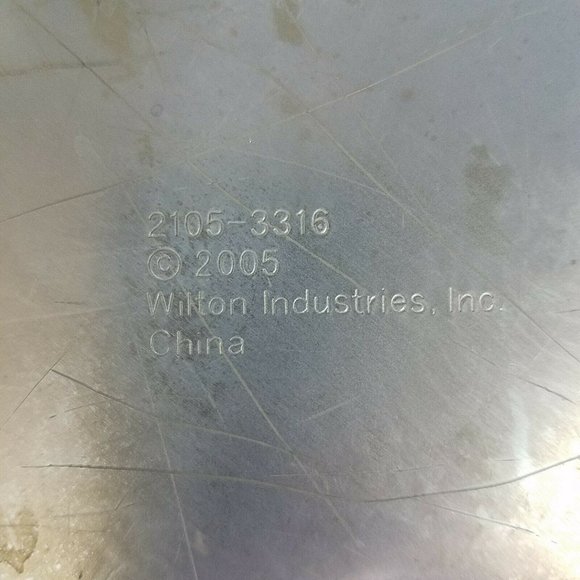 2105-3316
© 2005
Wilton Industries, Inc.
China